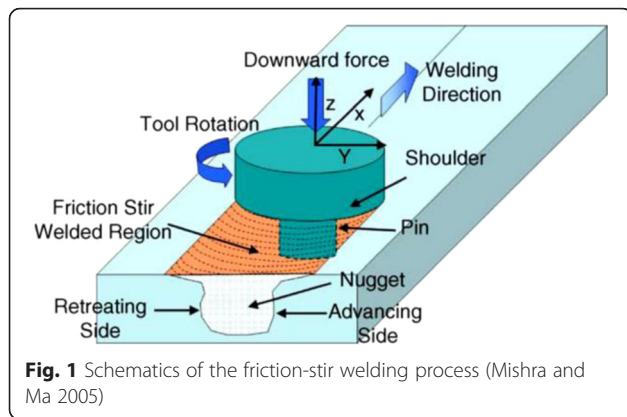 Downward force
Welding
Direction
z
x
Y
Tool Rotation
Shoulder
Friction Stir
Welded Region
Pin
Nugget
Retreating
Side
Advancing
Side
Fig. 1 Schematics of the friction-stir welding process (Mishra and
Ma 2005)